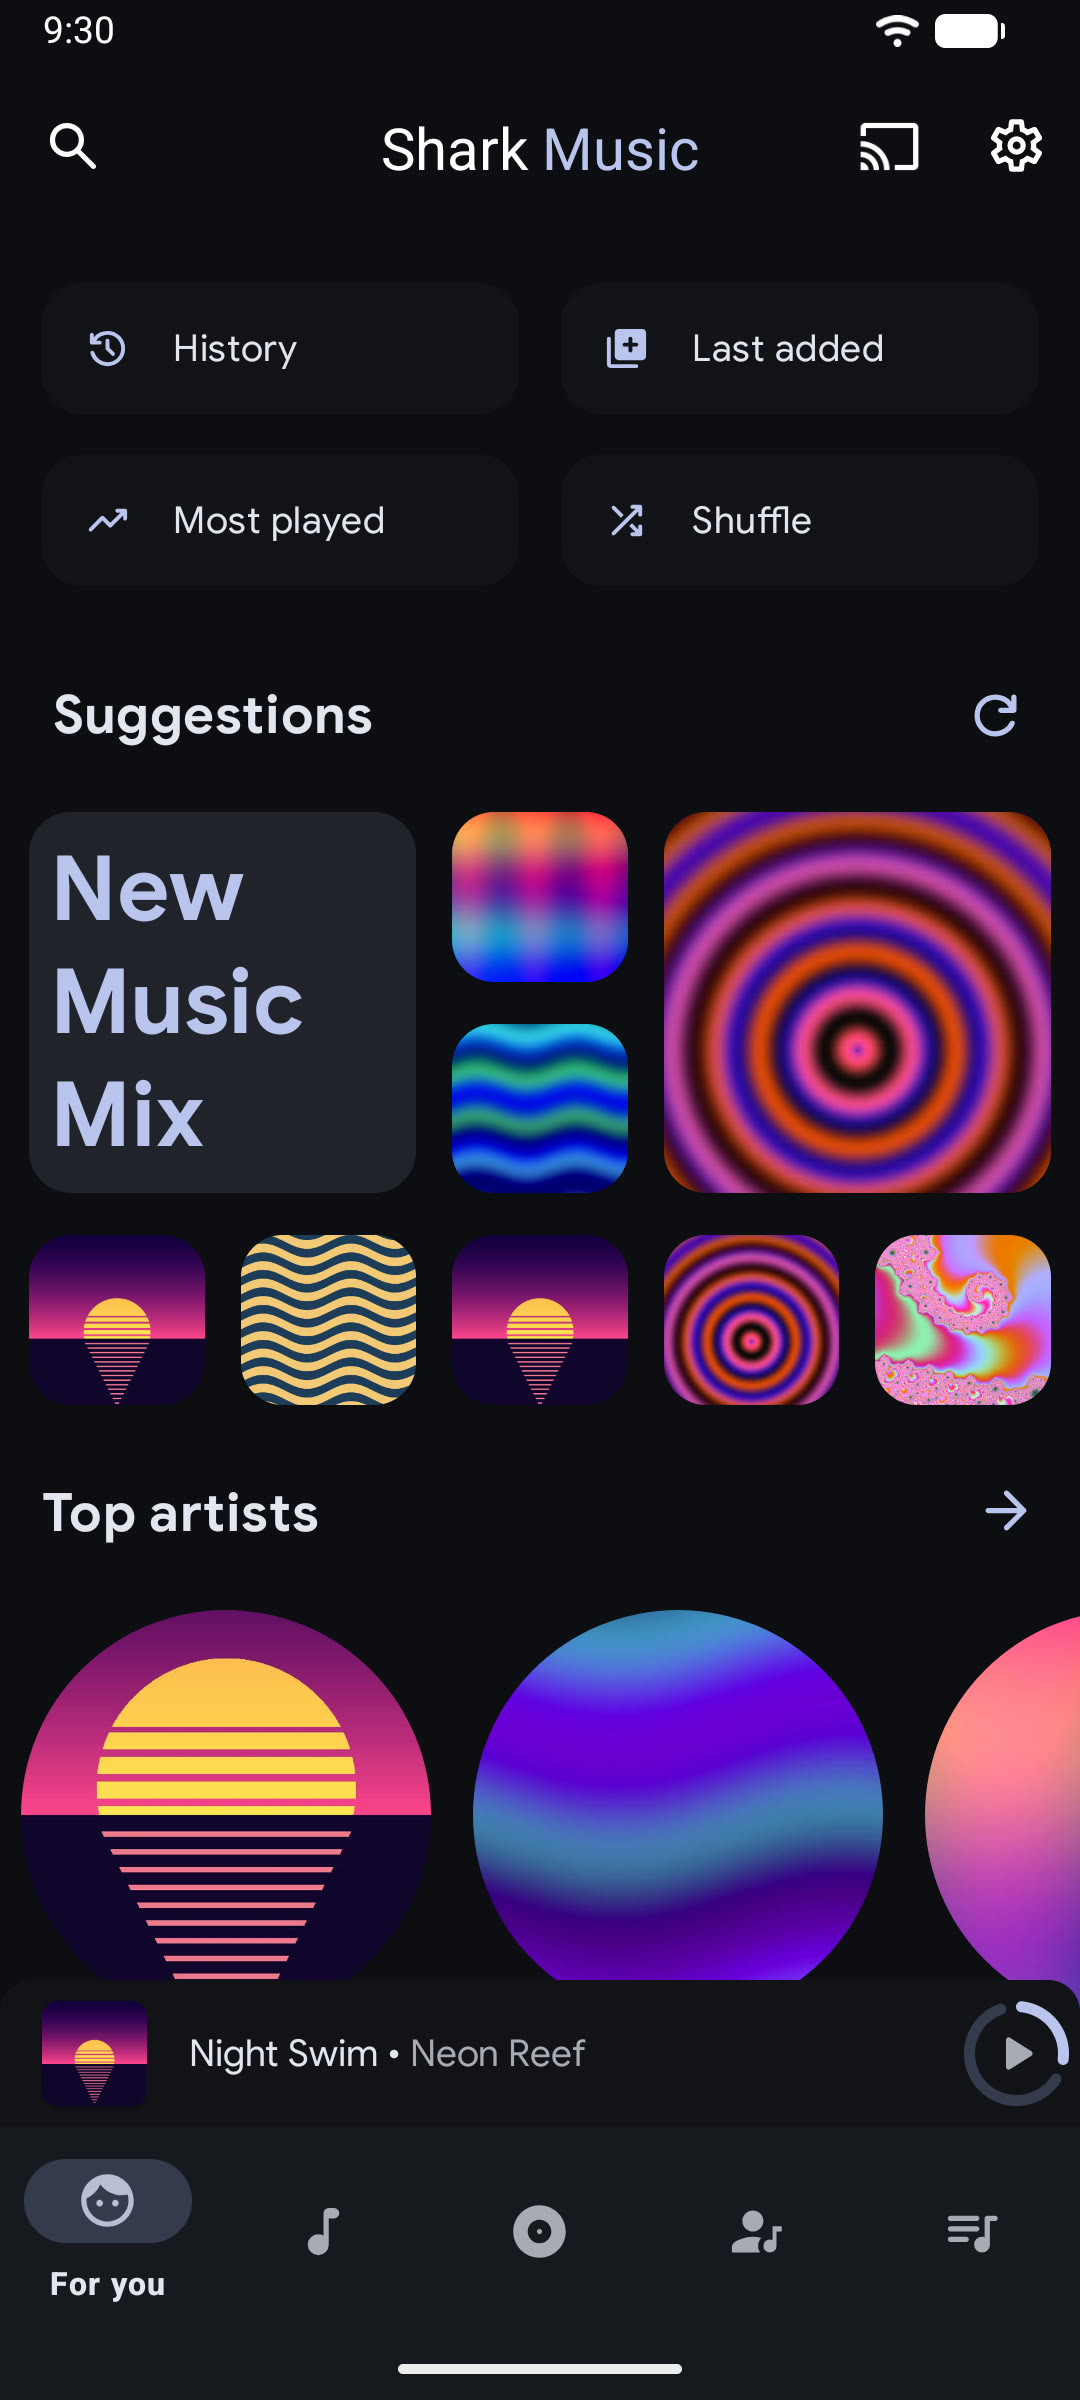 9:30
Shark Music
History
Last added
Most played
Shuffle
Suggestions
New
Music
Mix
Top artists
Night Swim • Neon Reef
For you